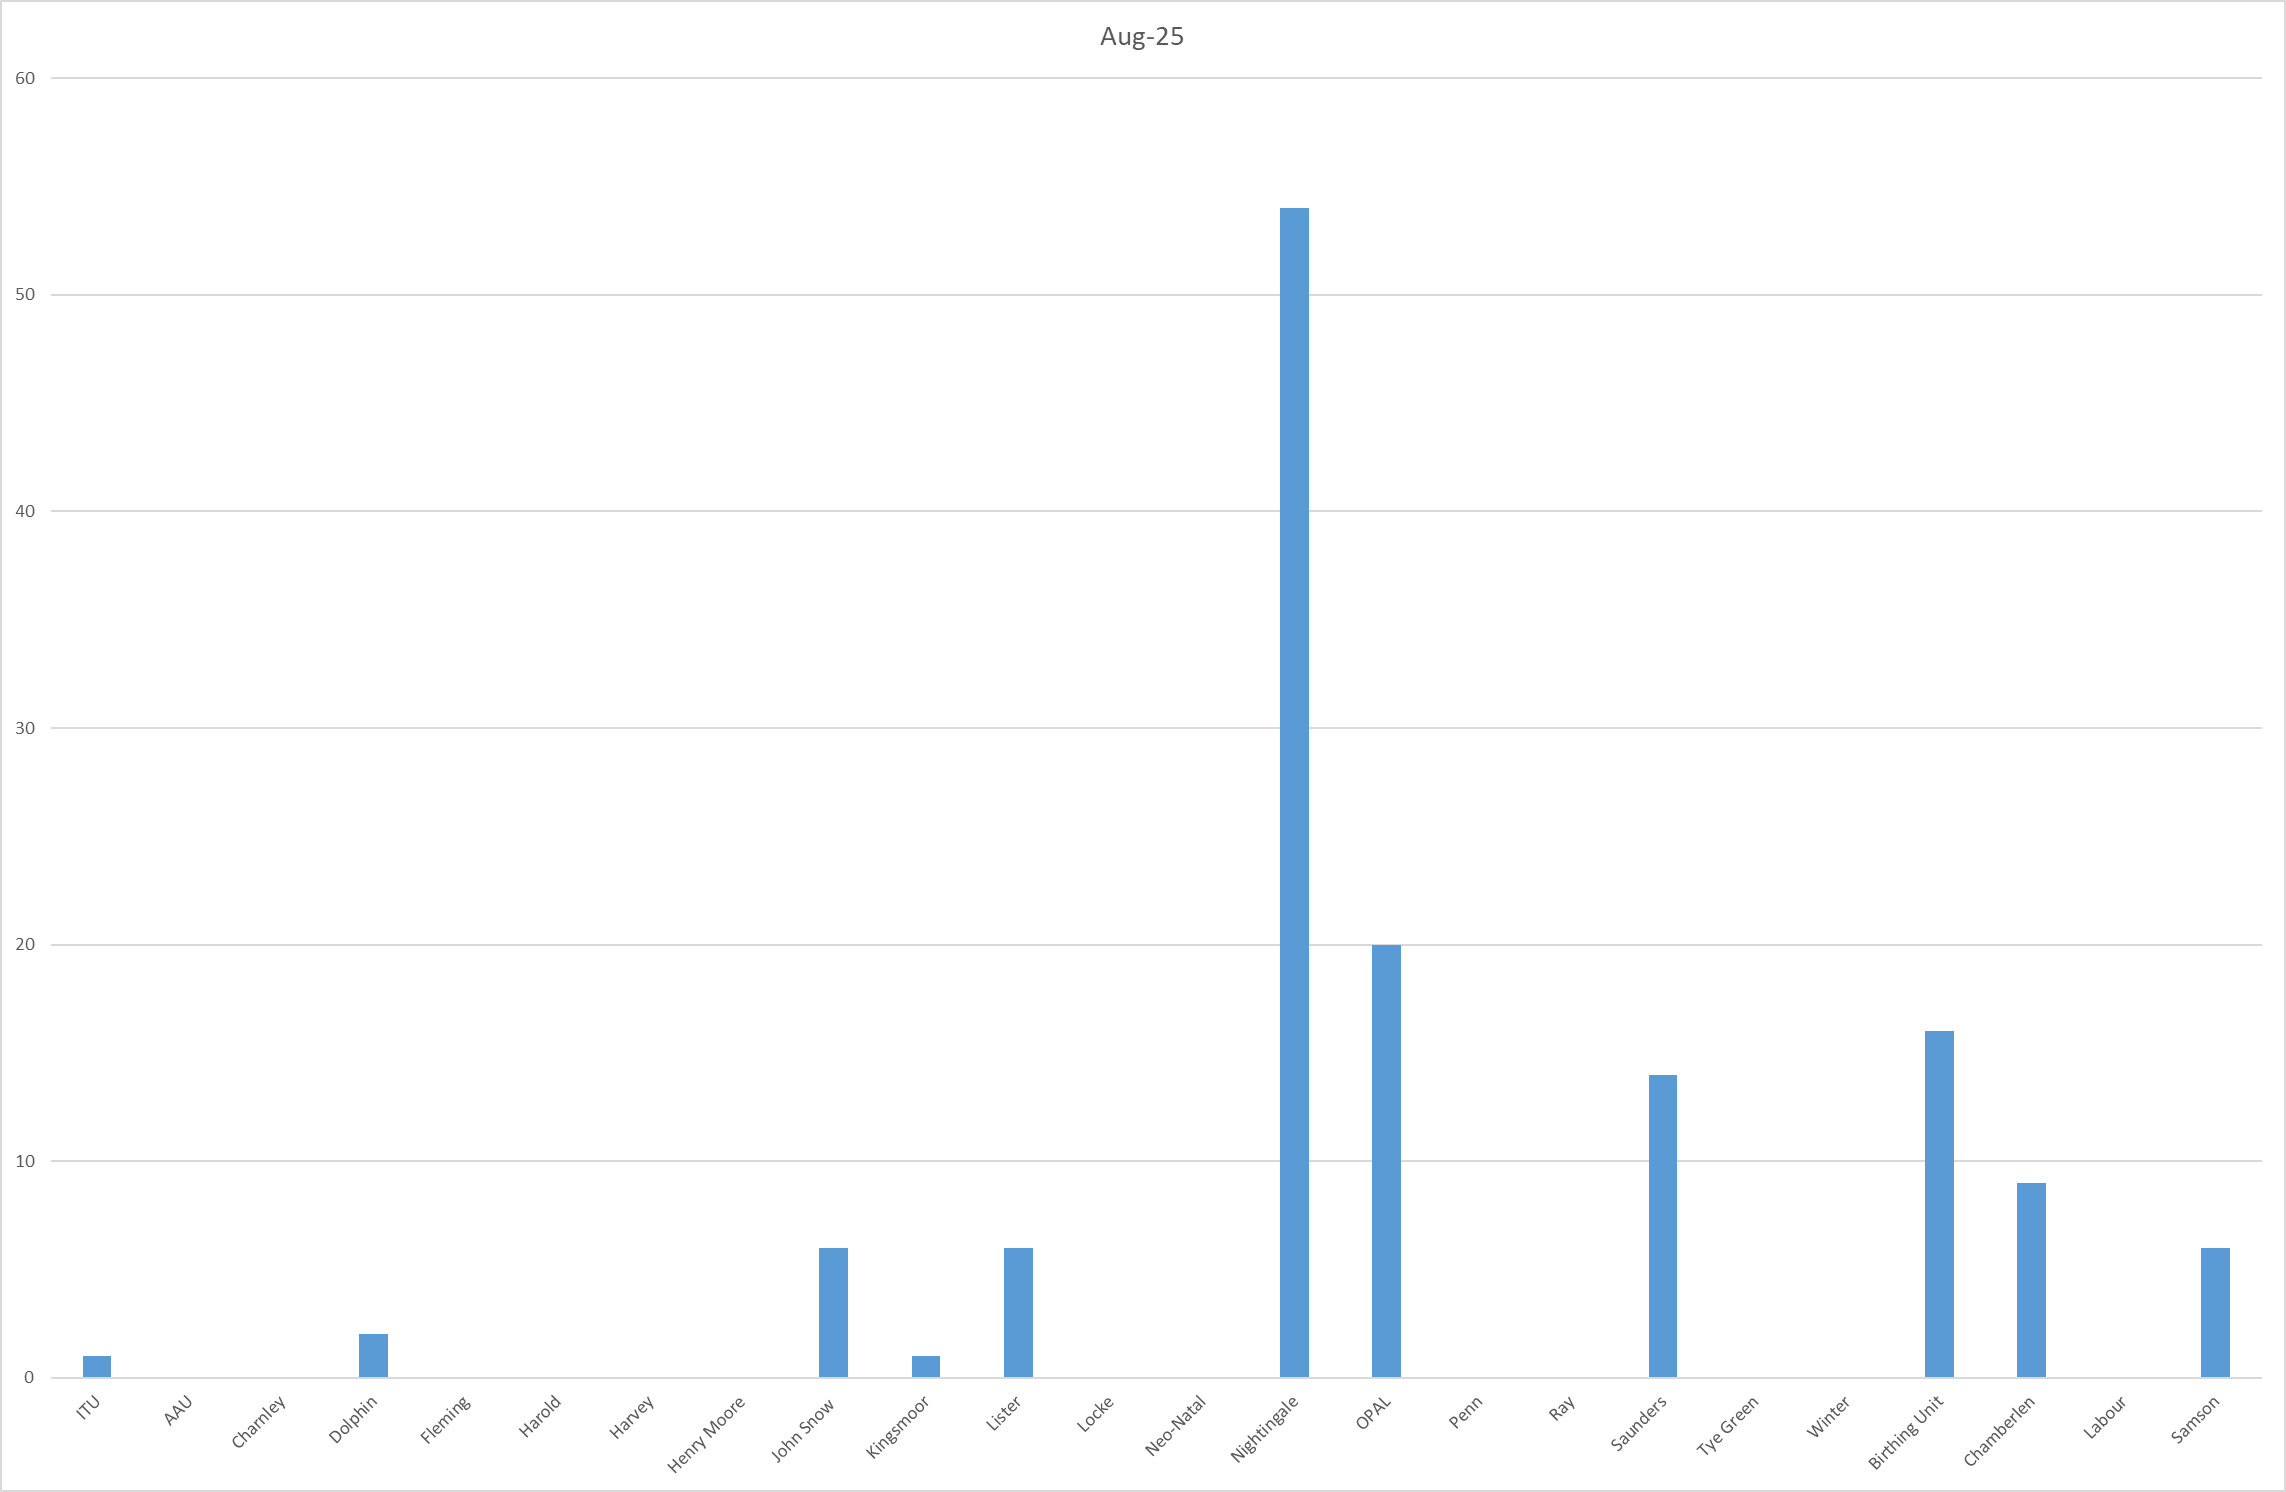 Aug-25
60
50
40
30
20
10
0
ITU
AAU
Charnley
Dolphin
Fleming
Harold
Harvey
Henry Moore
John Snow
Kingsmoor
Lister
Locke
Neo-Natal
Nightingale
OPAL
Penn
Ray
Saunders
Tye Green
Winter
Birthing Unit
Chamberlen
Labour
Samson